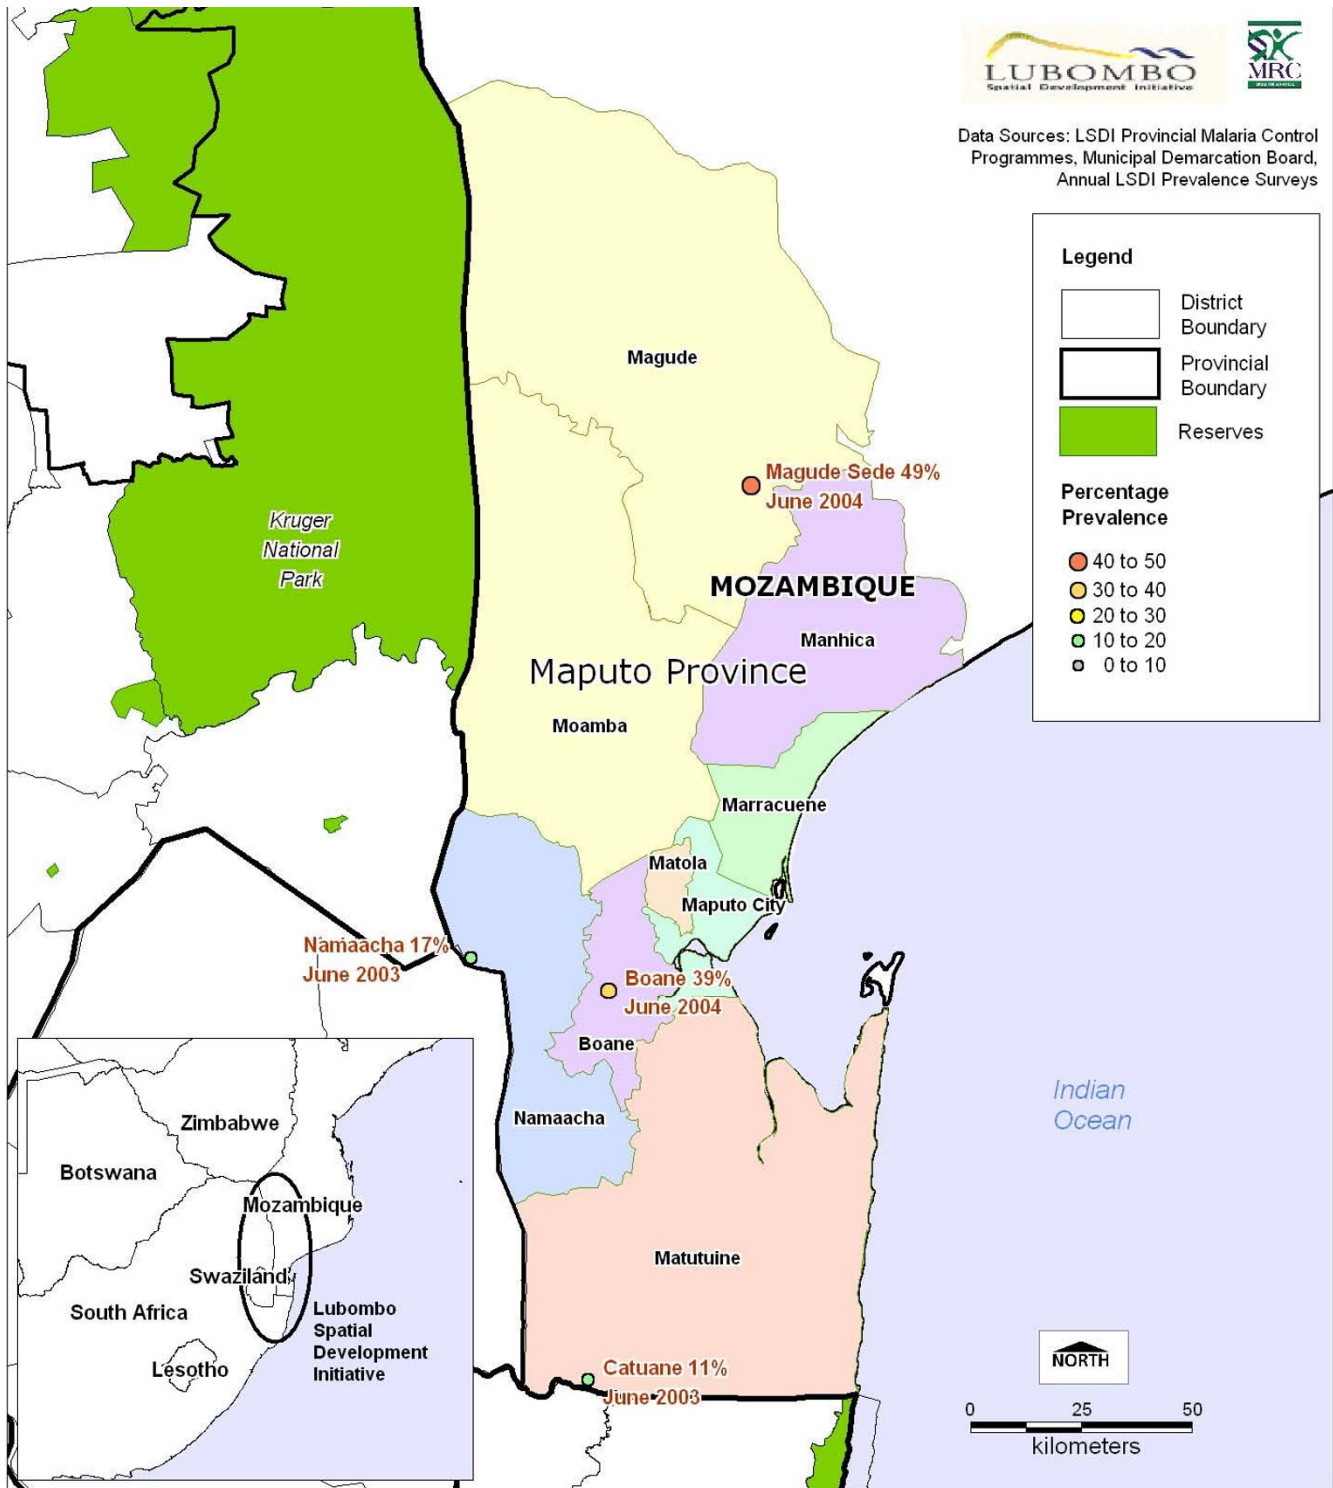 LUBOMBO
Spatial Development Initiative
MRC
SOUTH AFRICA
Data Sources: LSDI Provincial Malaria Control
Programmes, Municipal Demarcation Board,
Annual LSDI Prevalence Surveys
Legend
District
Boundary
Provincial
Boundary
Reserves
Percentage
Prevalence
40 to 50
30 to 40
20 to 30
10 to 20
0 to 10
Magude
Magude Sede 49%
June 2004
Kruger
National
Park
MOZAMBIQUE
Manhica
Maputo Province
Moamba
Marracuene
Matola
Maputo City
Namaacha 17%
June 2003
Boane 39%
June 2004
Boane
Namaacha
Indian
Ocean
Matutuine
Catuane 11%
June 2003
Zimbabwe
Botswana
Mozambique
Swaziland
South Africa
Lesotho
Lubombo
Spatial
Development
Initiative
NORTH
0 25 50
kilometers